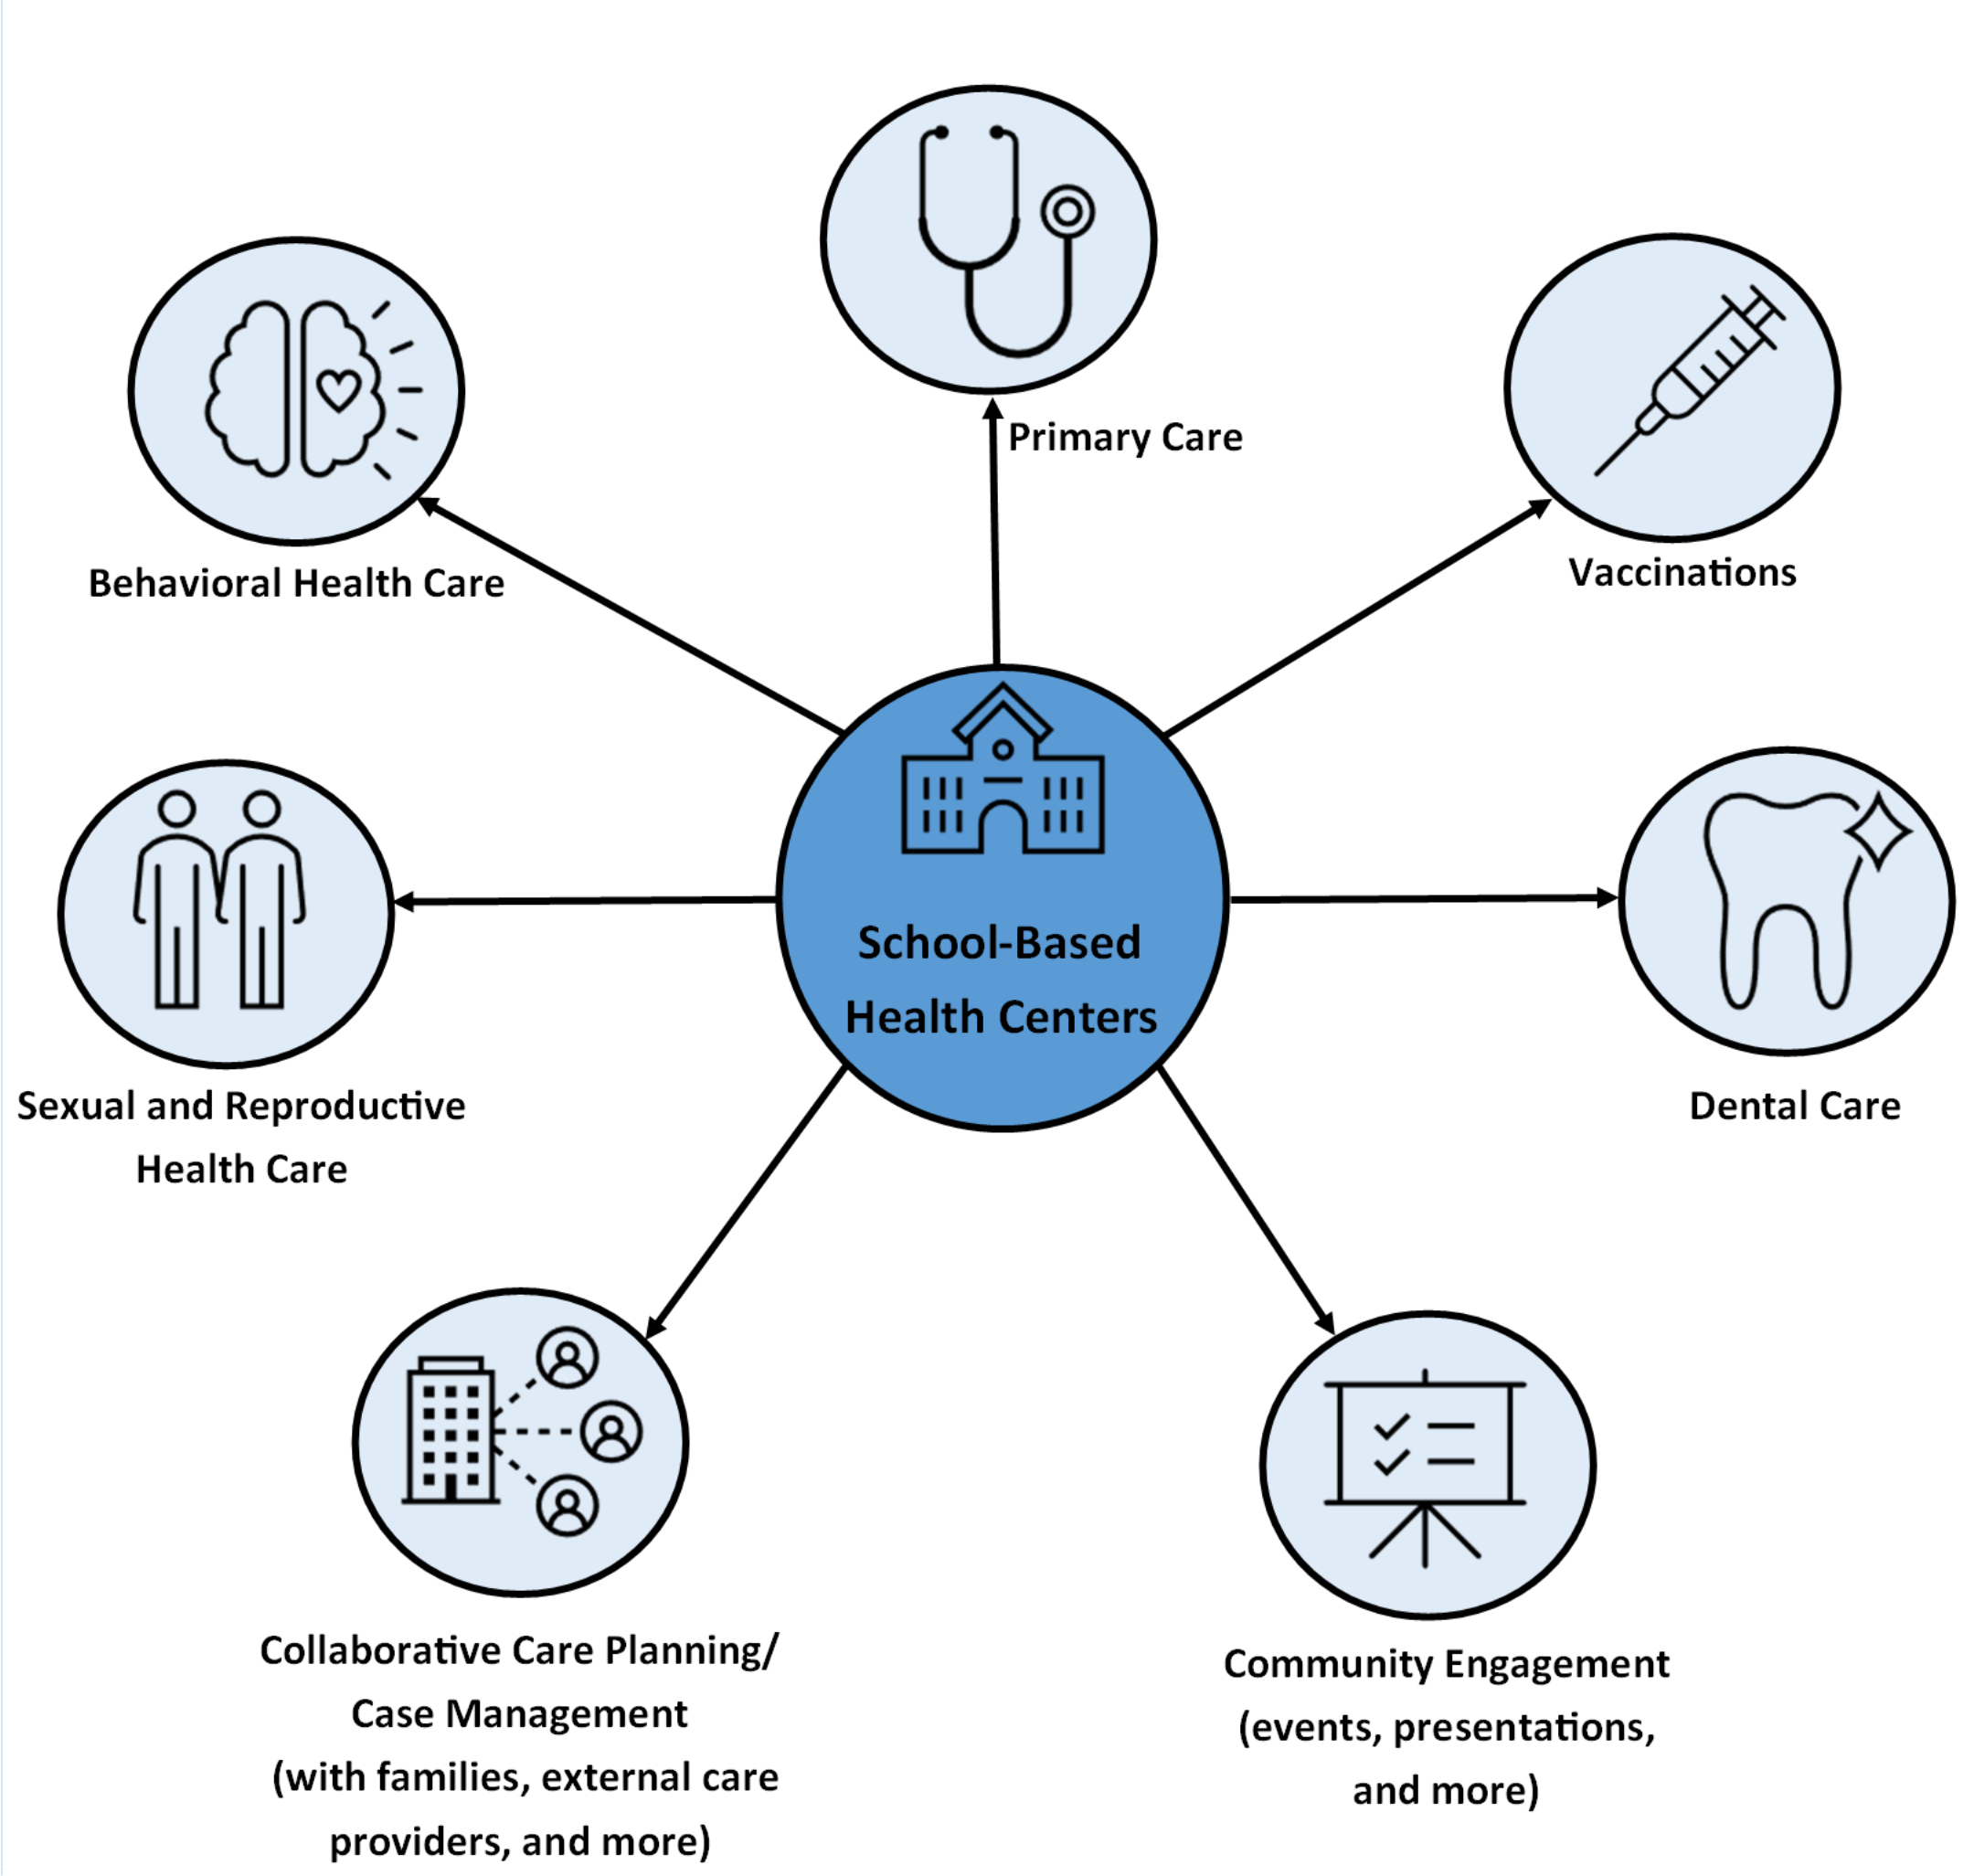 Primary Care
Behavioral Health Care
Vaccinations
School-Based
Health Centers
Sexual and Reproductive
Health Care
Dental Care
Collaborative Care Planning/
Case Management
(with families, external care
providers, and more)
Community Engagement
(events, presentations,
and more)